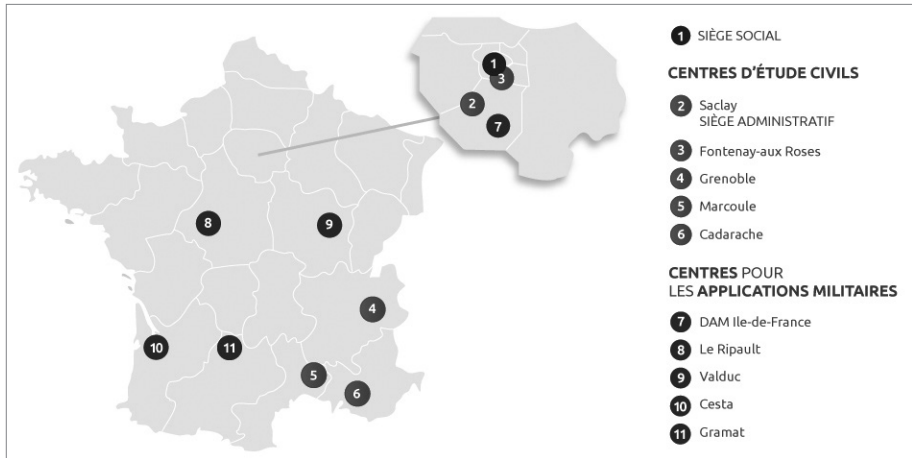 1 SIÈGE SOCIAL
CENTRES D'ÉTUDE CIVILS
2 Saclay
SIÈGE ADMINISTRATIF
3 Fontenay-aux Roses
4 Grenoble
5 Marcoule
6 Cadarache
CENTRES POUR
LES APPLICATIONS MILITAIRES
7 DAM Ile-de-France
8 Le Ripault
9 Valduc
10 Cesta
11 Gramat
1
3
2
7
8
9
4
10
11
5
6